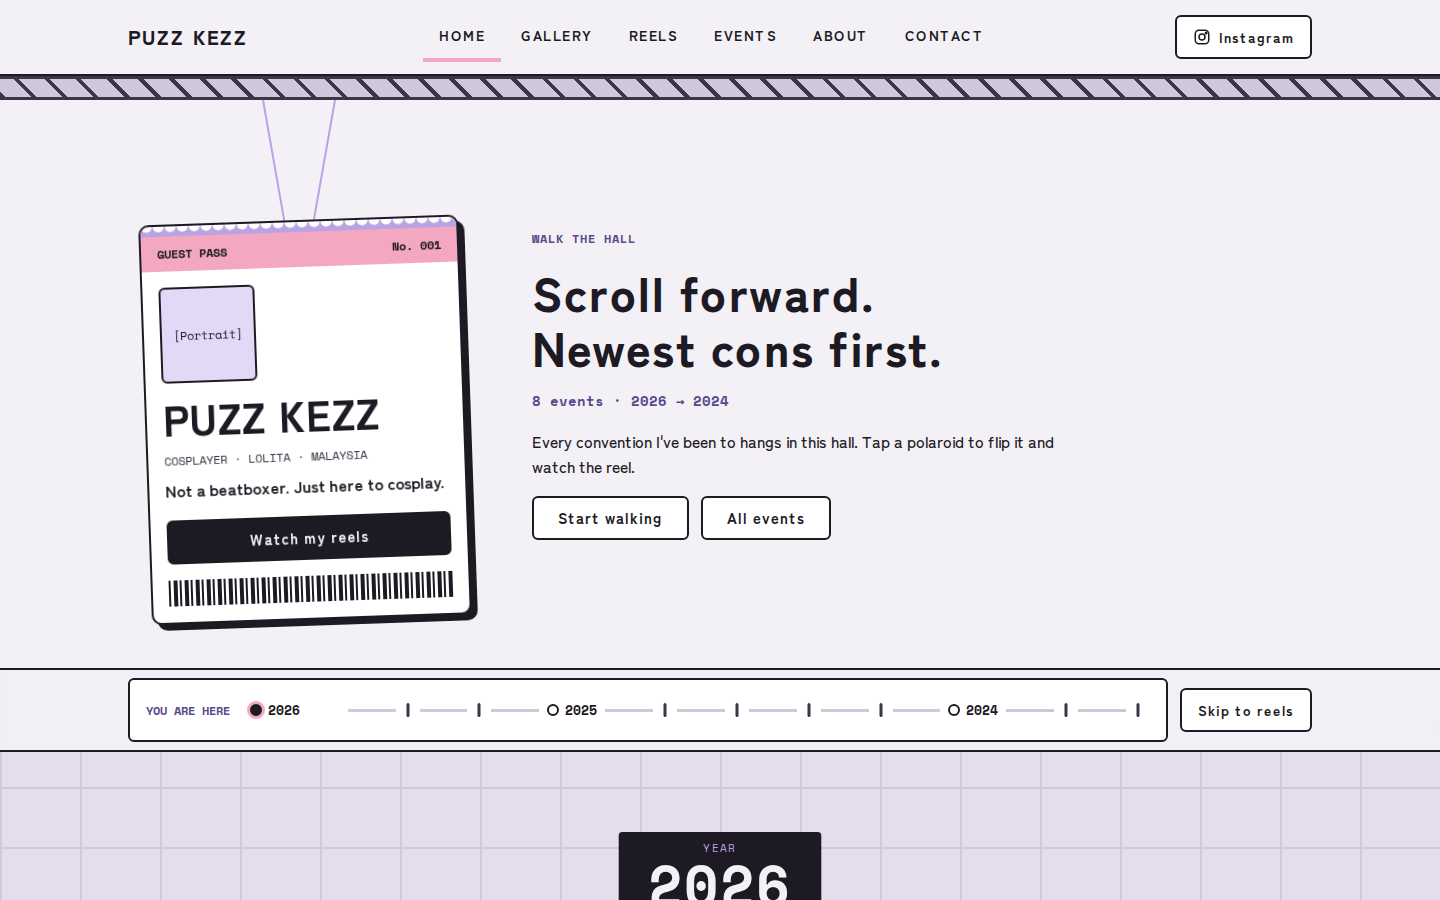 PUZZ KEZZ
HOME GALLERY REELS EVENTS ABOUT CONTACT
Instagram
GUEST PASS No. 001
[Portrait]
PUZZ KEZZ
COSPLAYER · LOLITA · MALAYSIA
Not a beatboxer. Just here to cosplay.
Watch my reels
WALK THE HALL
Scroll forward.
Newest cons first.
8 events · 2026 → 2024
Every convention I've been to hangs in this hall. Tap a polaroid to flip it and
watch the reel.
Start walking All events
YOU ARE HERE 2026 2025 2024
Skip to reels
YEAR
2026